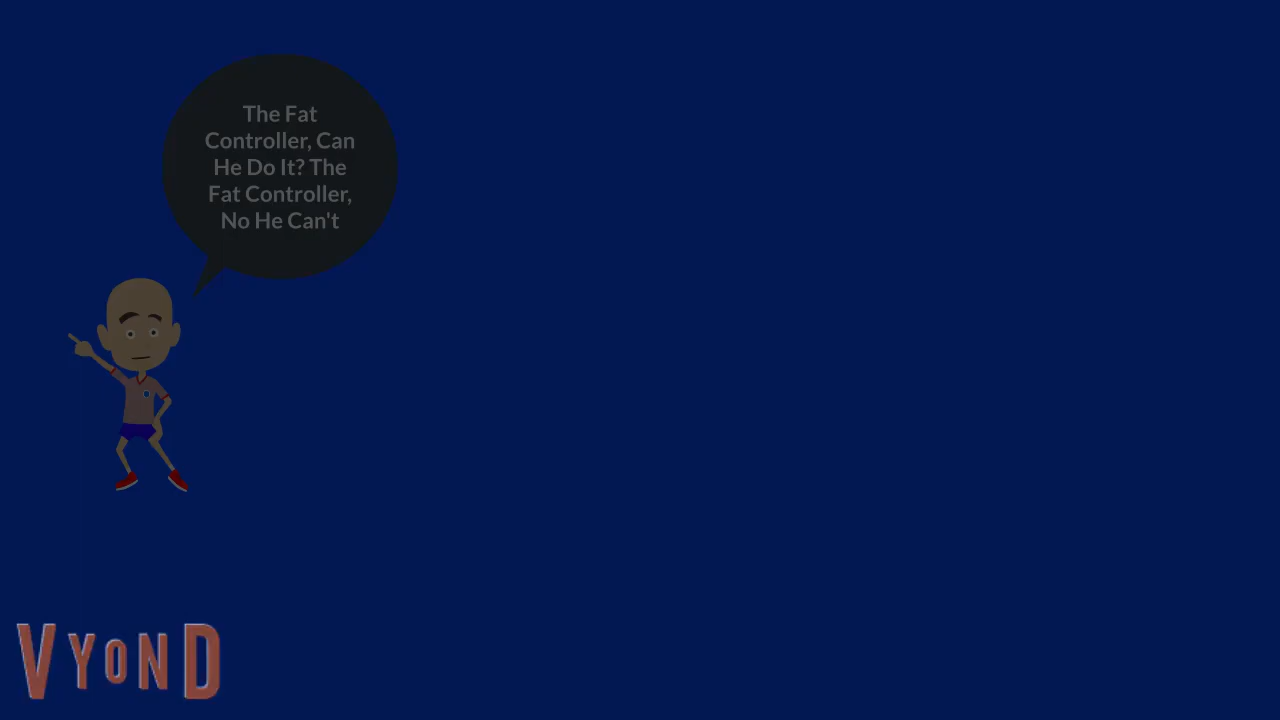 The Fat
Controller, Can
He Do It? The
Fat Controller,
No He Can't
VYOND